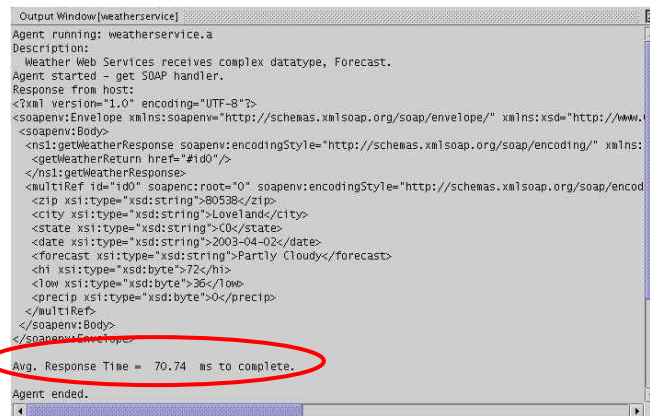 Output Window [weatherservice]
Agent running: weatherservice.a
Description:
Weather Web Services receives complex datatype, Forecast.
Agent started - get SOAP handler.
Response from host:
<?xml version="1.0" encoding="UTF-8"?>
<soapenv:Envelope xmlns:soapenv="http://schemas.xmlsoap.org/soap/envelope/" xmlns:xsd="http://www.
<soapenv:Body>
<ns1:getWeatherResponse soapenv:encodingStyle="http://schemas.xmlsoap.org/soap/encoding/" xmlns:
<getWeatherReturn href="#id0"/>
</ns1:getWeatherResponse>
<multiRef id="id0" soapenc:root="0" soapenv:encodingStyle="http://schemas.xmlsoap.org/soap/encod
<zip xsi:type="xsd:string">80538</zip>
<city xsi:type="xsd:string">Loveland</city>
<state xsi:type="xsd:string">CO</state>
<date xsi:type="xsd:string">2003-04-02</date>
<forecast xsi:type="xsd:string">Partly Cloudy</forecast>
<hi xsi:type="xsd:byte">72</hi>
<low xsi:type="xsd:byte">36</low>
<precip xsi:type="xsd:byte">0</precip>
</multiRef>
</soapenv:Body>
</soapenv:Envelope>
Avg. Response Time = 70.74 ms to complete.
Agent ended.